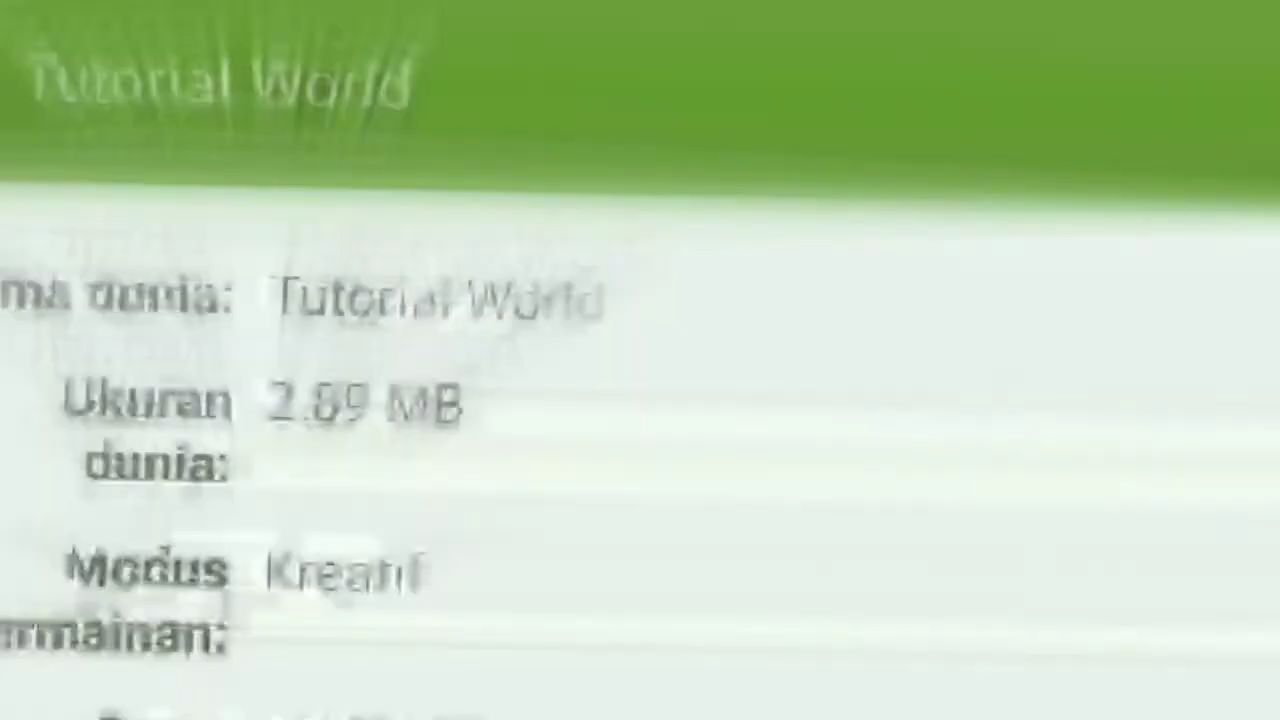 Tutorial World
ma dunia: Tutorial World
Ukuran 2.89 MB
dunia:
Modus Kreatif
rmainan: